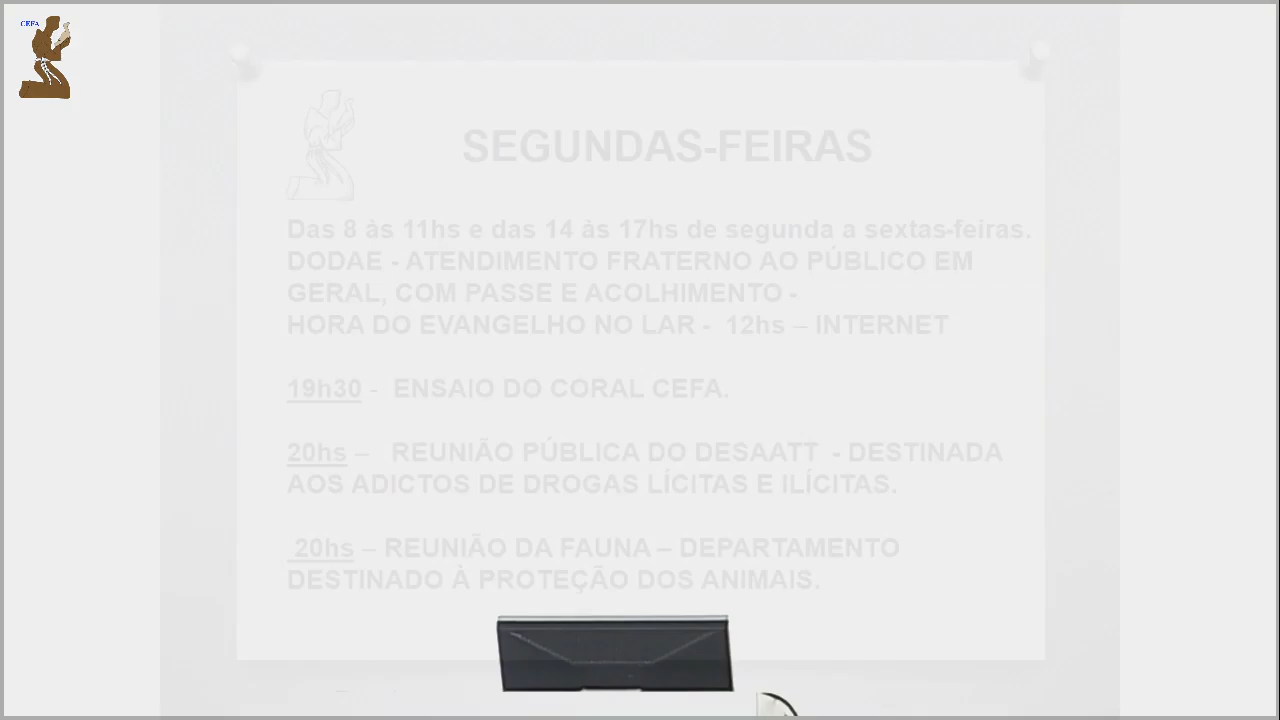 CEFA
SEGUNDAS-FEIRAS
Das 8 às 11hs e das 14 às 17hs de segunda a sextas-feiras.
DODAE - ATENDIMENTO FRATERNO AO PÚBLICO EM
GERAL, COM PASSE E ACOLHIMENTO -
HORA DO EVANGELHO NO LAR - 12hs – INTERNET
19h30 - ENSAIO DO CORAL CEFA.
20hs – REUNIÃO PÚBLICA DO DESAATT - DESTINADA
AOS ADICTOS DE DROGAS LÍCITAS E ILÍCITAS.
20hs – REUNIÃO DA FAUNA – DEPARTAMENTO
DESTINADO À PROTEÇÃO DOS ANIMAIS.